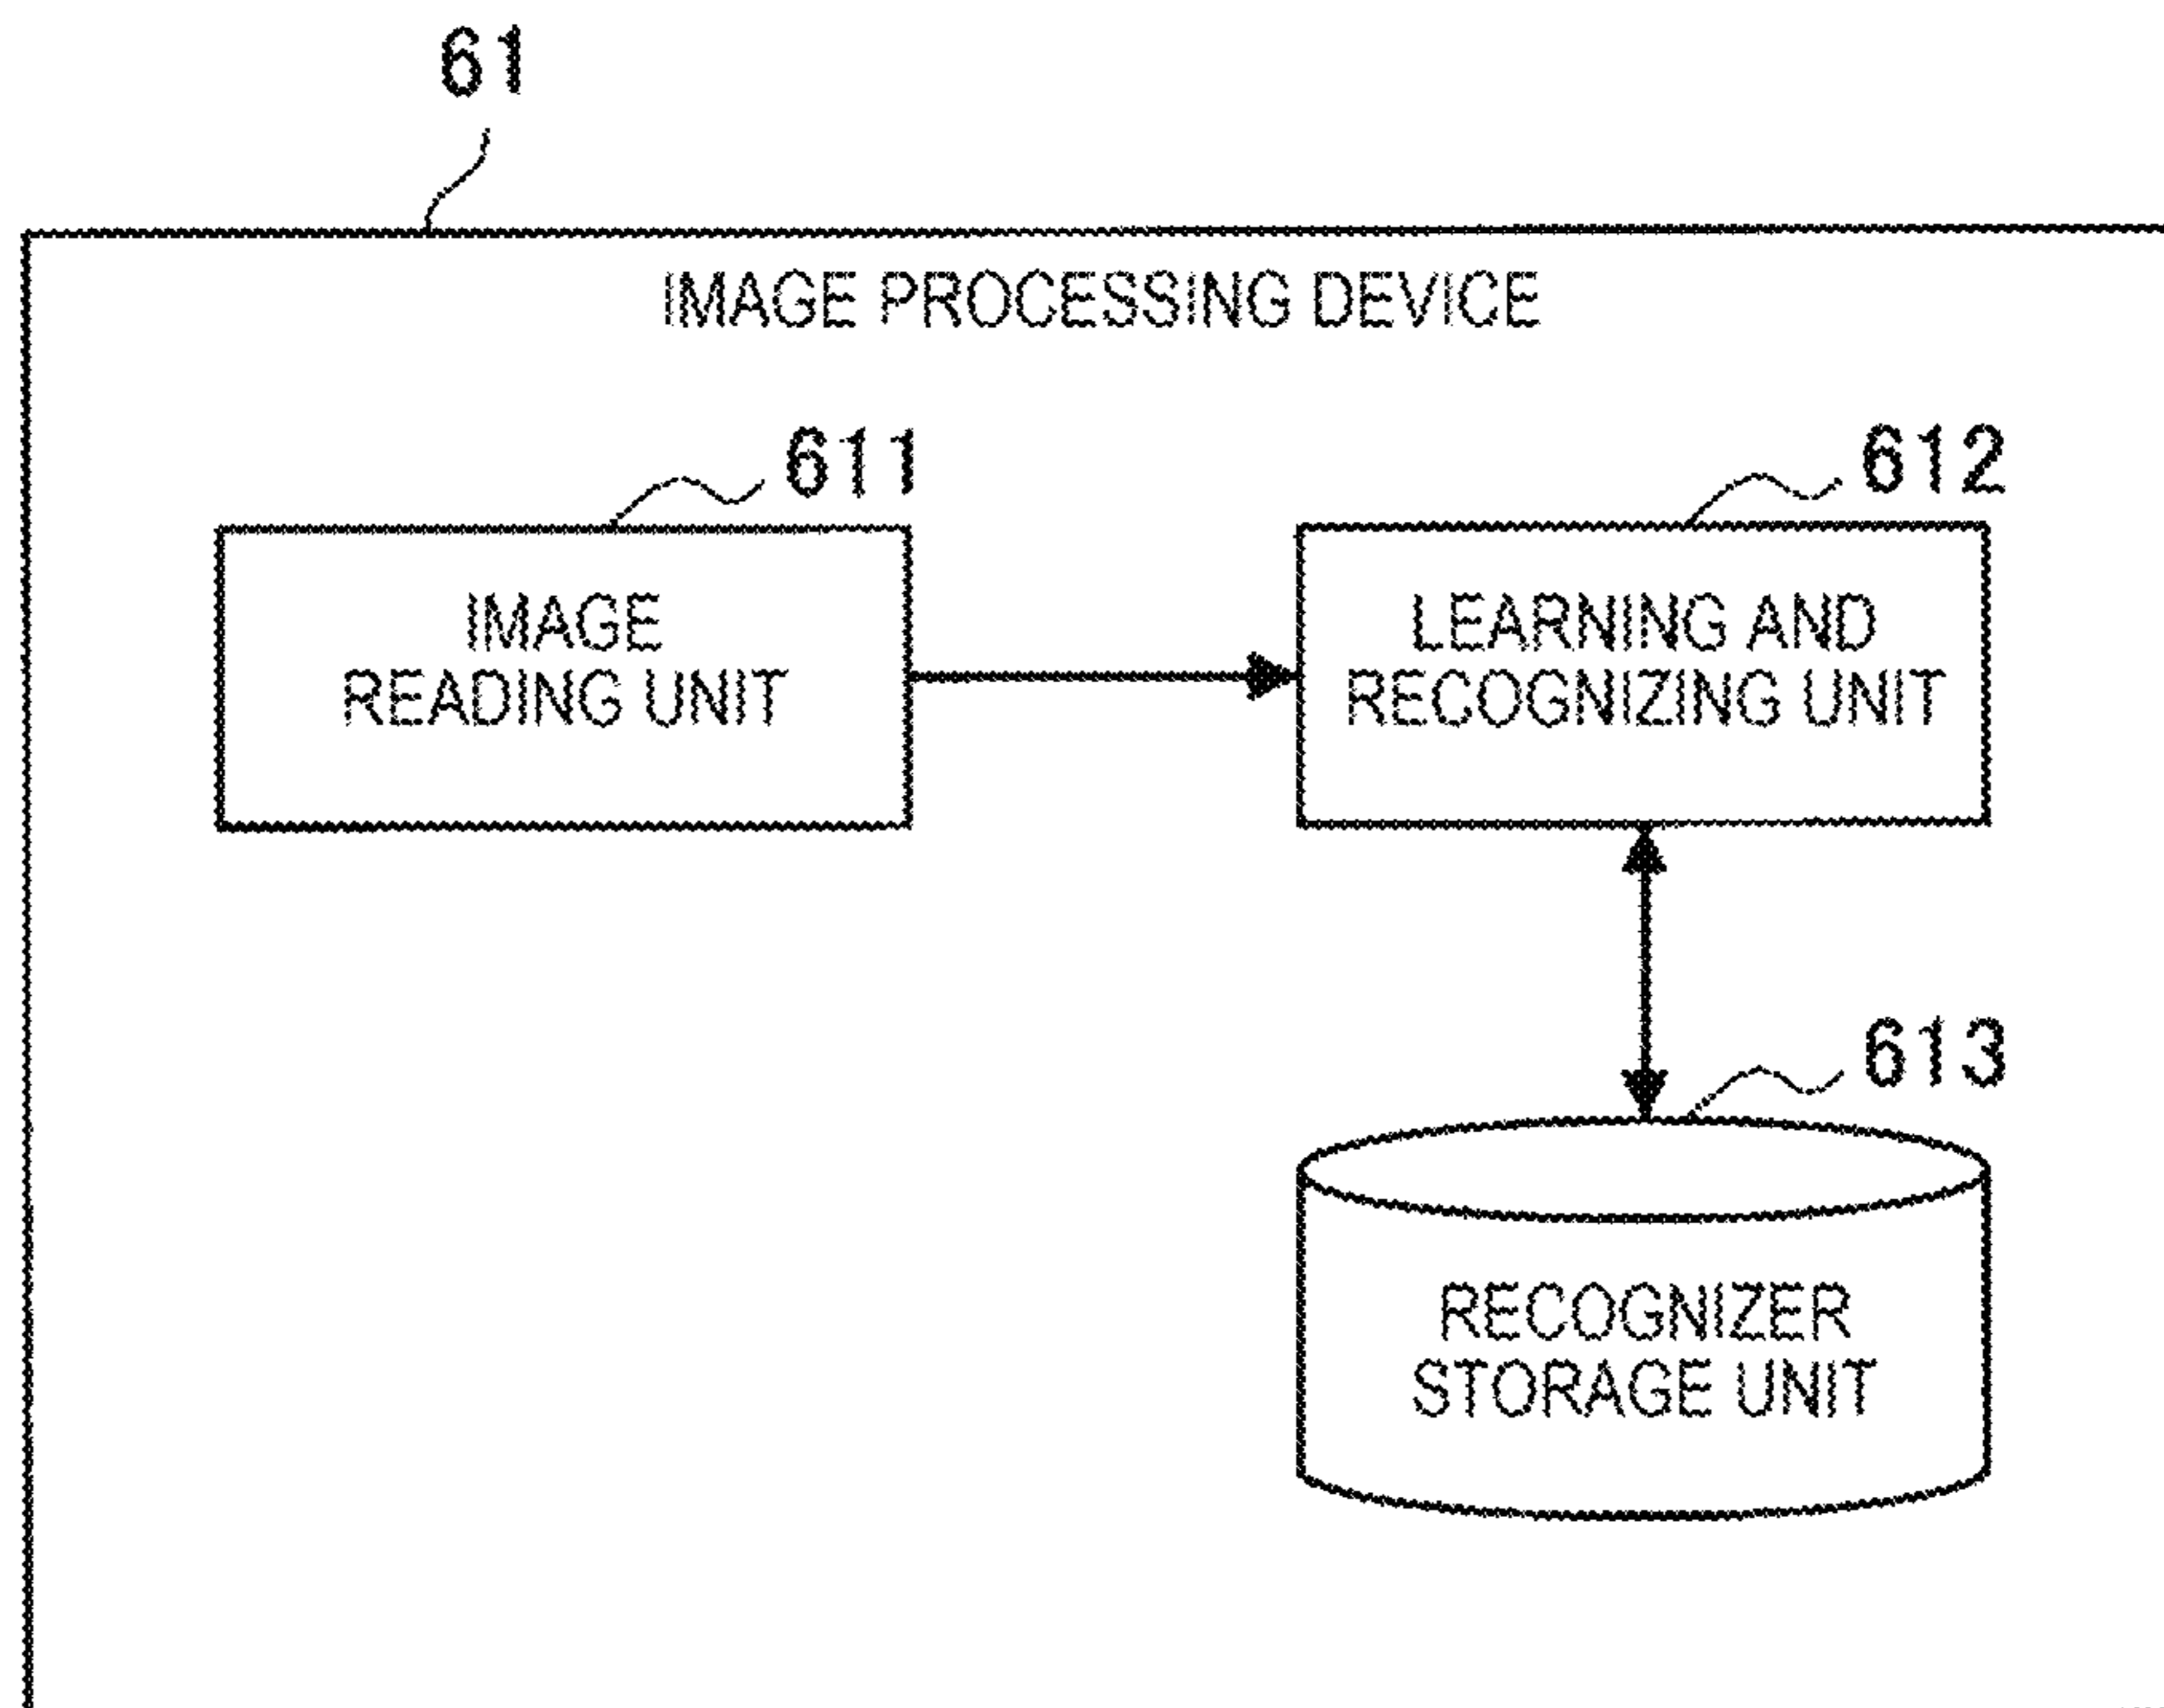 61
IMAGE PROCESSING DEVICE
611
612
IMAGE
READING UNIT
LEARNING AND
RECOGNIZING UNIT
613
RECOGNIZER
STORAGE UNIT